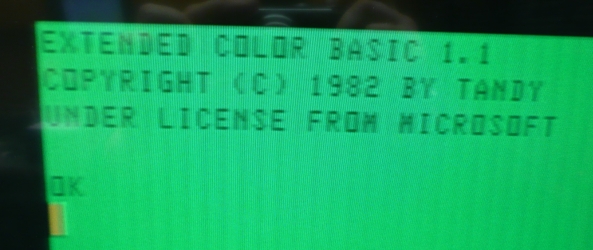 EXTENDED COLOR BASIC 1.1
COPYRIGHT (C) 1982 BY TANDY
UNDER LICENSE FROM MICROSOFT
OK